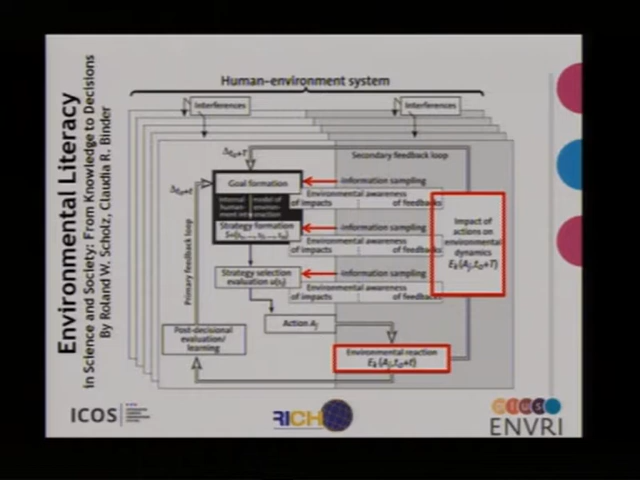 Environmental Literacy
in Science and Society: From Knowledge to Decisions
By Roland W. Scholz, Claudia R. Binder
Human–environment system
Interferences
Interferences
Secondary feedback loop
Goal formation
Information sampling
Environmental awareness
of impacts
of feedbacks
Strategy formation
Information sampling
Environmental awareness
of impacts
of feedbacks
Impact of
actions on
environmental
dynamics
Strategy selection
evaluation
Information sampling
Environmental awareness
of impacts
of feedbacks
Primary feedback loop
Action Aj
Post-decisional
evaluation/
learning
Environmental reaction
ICOS
RICH
ENVRI
plus